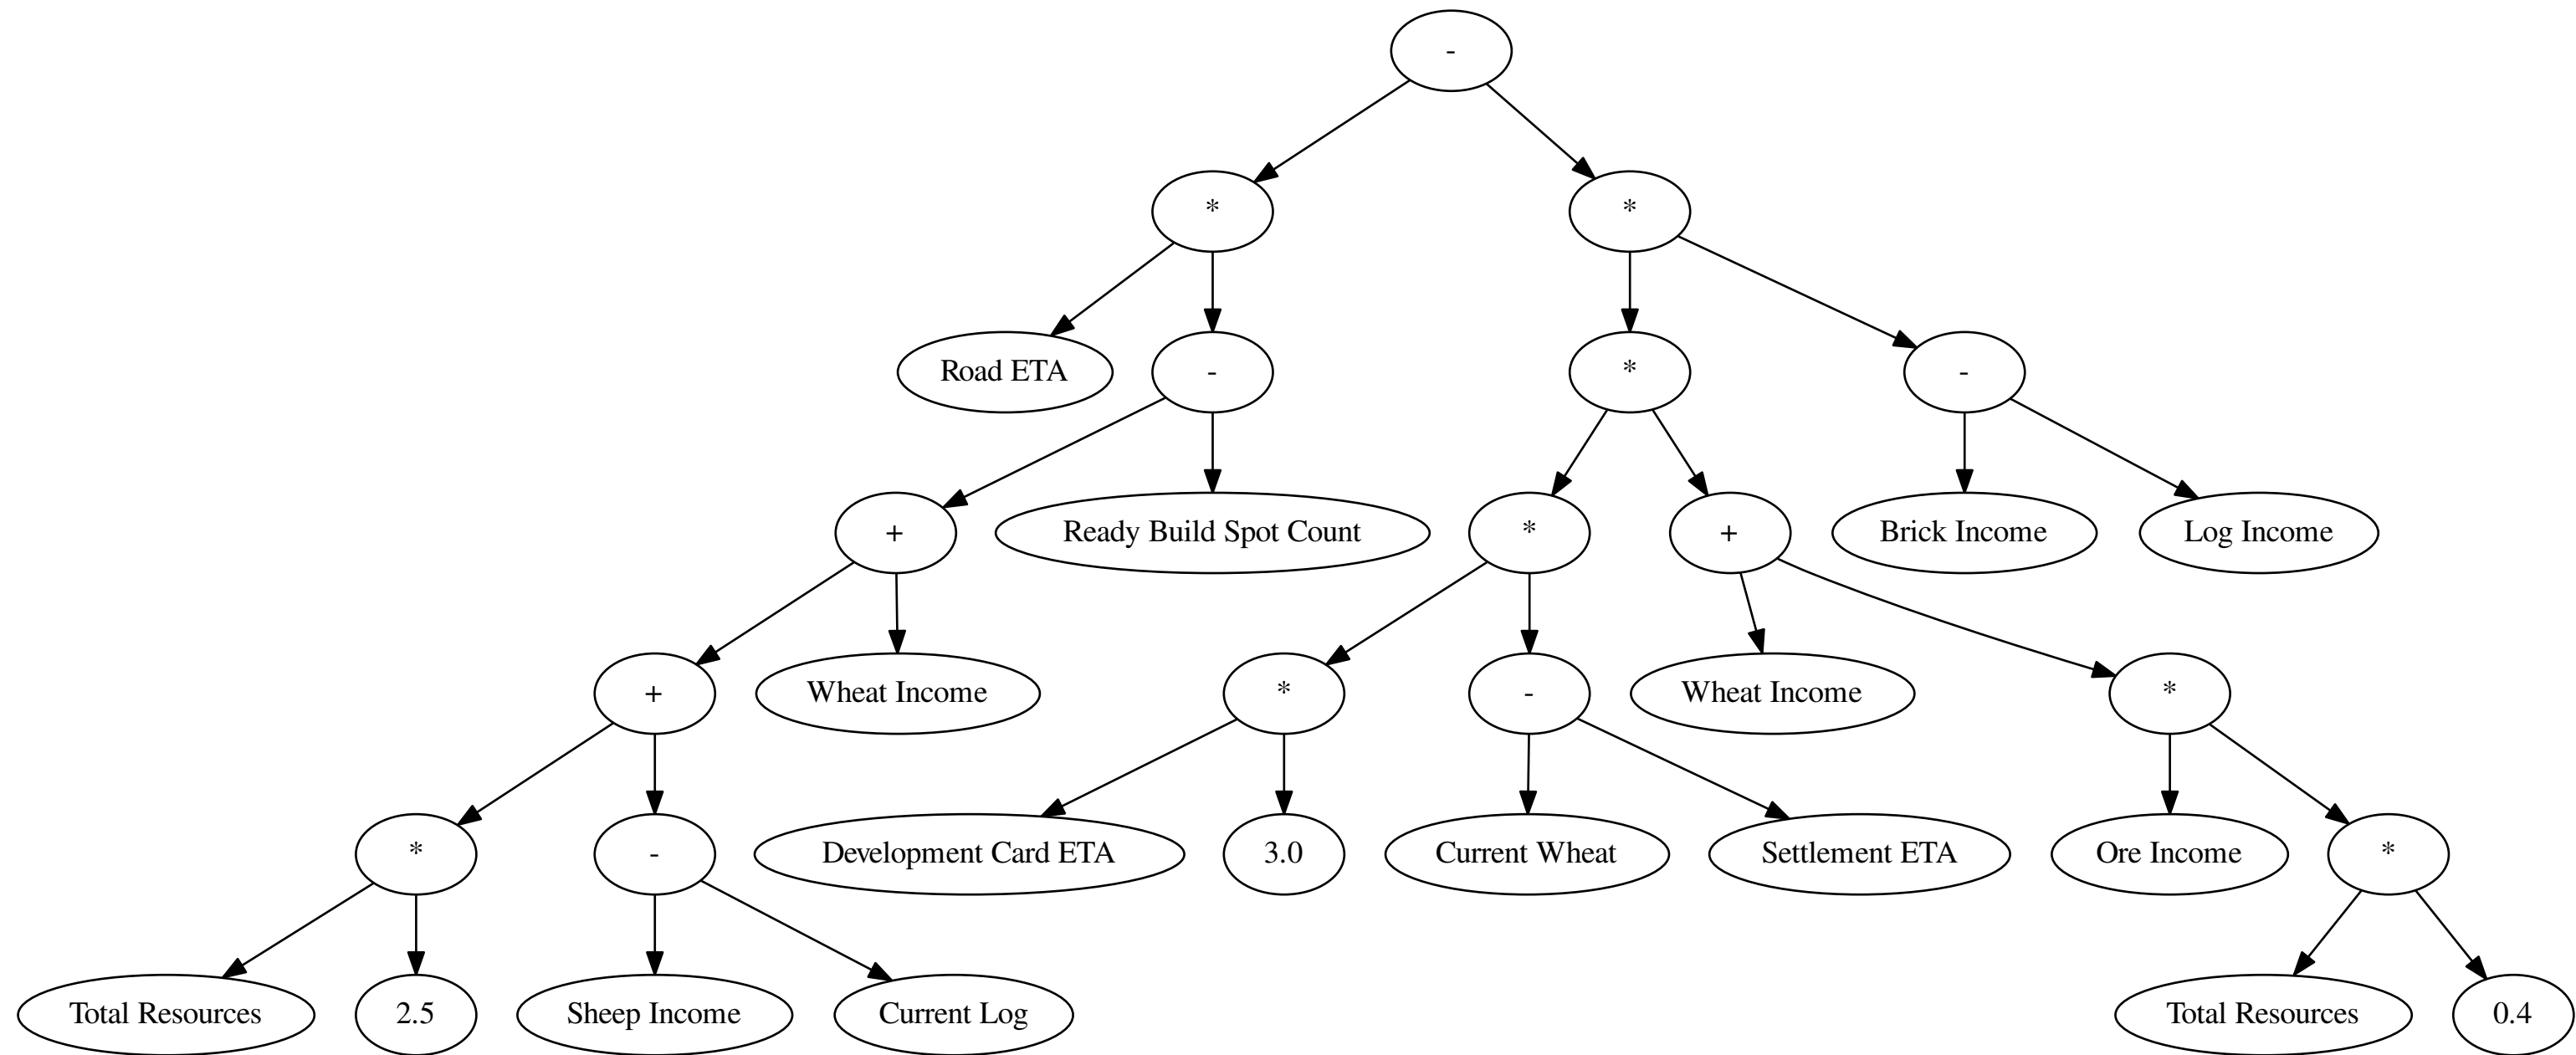 -
*
*
Road ETA
-
*
-
+
Ready Build Spot Count
*
+
Brick Income
Log Income
+
Wheat Income
*
-
Wheat Income
*
*
-
Development Card ETA
3.0
Current Wheat
Settlement ETA
Ore Income
*
Total Resources
2.5
Sheep Income
Current Log
Total Resources
0.4